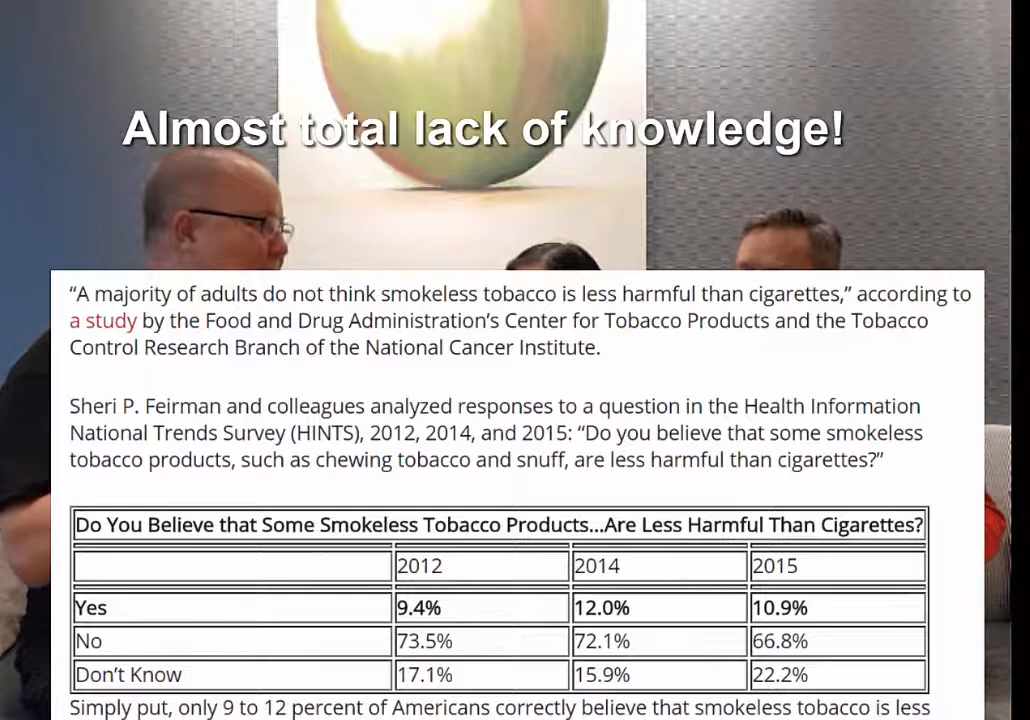 Almost total lack of knowledge!
“A majority of adults do not think smokeless tobacco is less harmful than cigarettes,” according to
a study by the Food and Drug Administration’s Center for Tobacco Products and the Tobacco
Control Research Branch of the National Cancer Institute.
Sheri P. Feirman and colleagues analyzed responses to a question in the Health Information
National Trends Survey (HINTS), 2012, 2014, and 2015: “Do you believe that some smokeless
tobacco products, such as chewing tobacco and snuff, are less harmful than cigarettes?”
Do You Believe that Some Smokeless Tobacco Products...Are Less Harmful Than Cigarettes?
2012 2014 2015
Yes 9.4% 12.0% 10.9%
No 73.5% 72.1% 66.8%
Don’t Know 17.1% 15.9% 22.2%
Simply put, only 9 to 12 percent of Americans correctly believe that smokeless tobacco is less